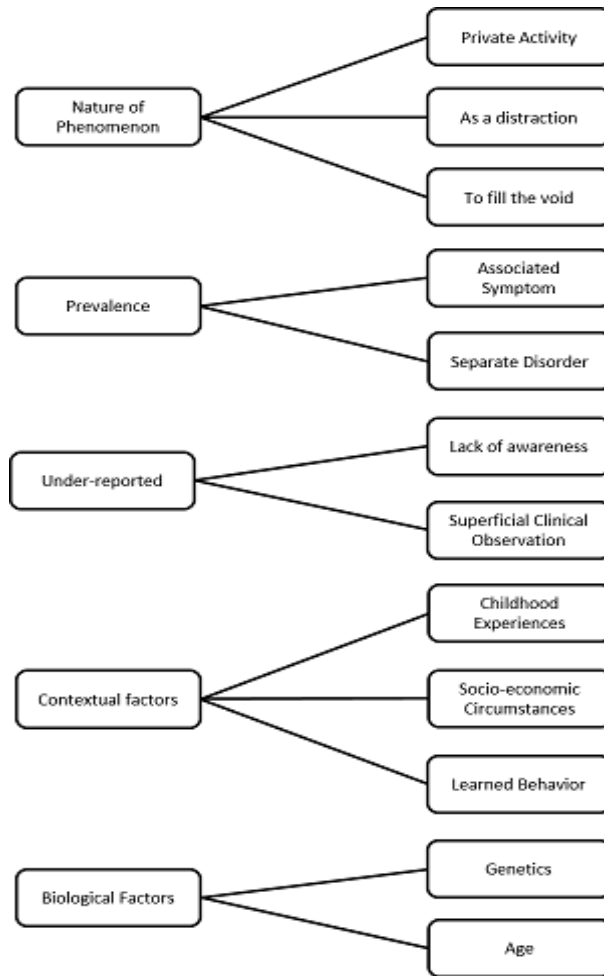 Private Activity
Nature of
Phenomenon
As a distraction
To fill the void
Associated
Symptom
Prevalence
Separate Disorder
Lack of awareness
Under-reported
Superficial Clinical
Observation
Childhood
Experiences
Contextual factors
Socio-economic
Circumstances
Learned Behavior
Genetics
Biological Factors
Age